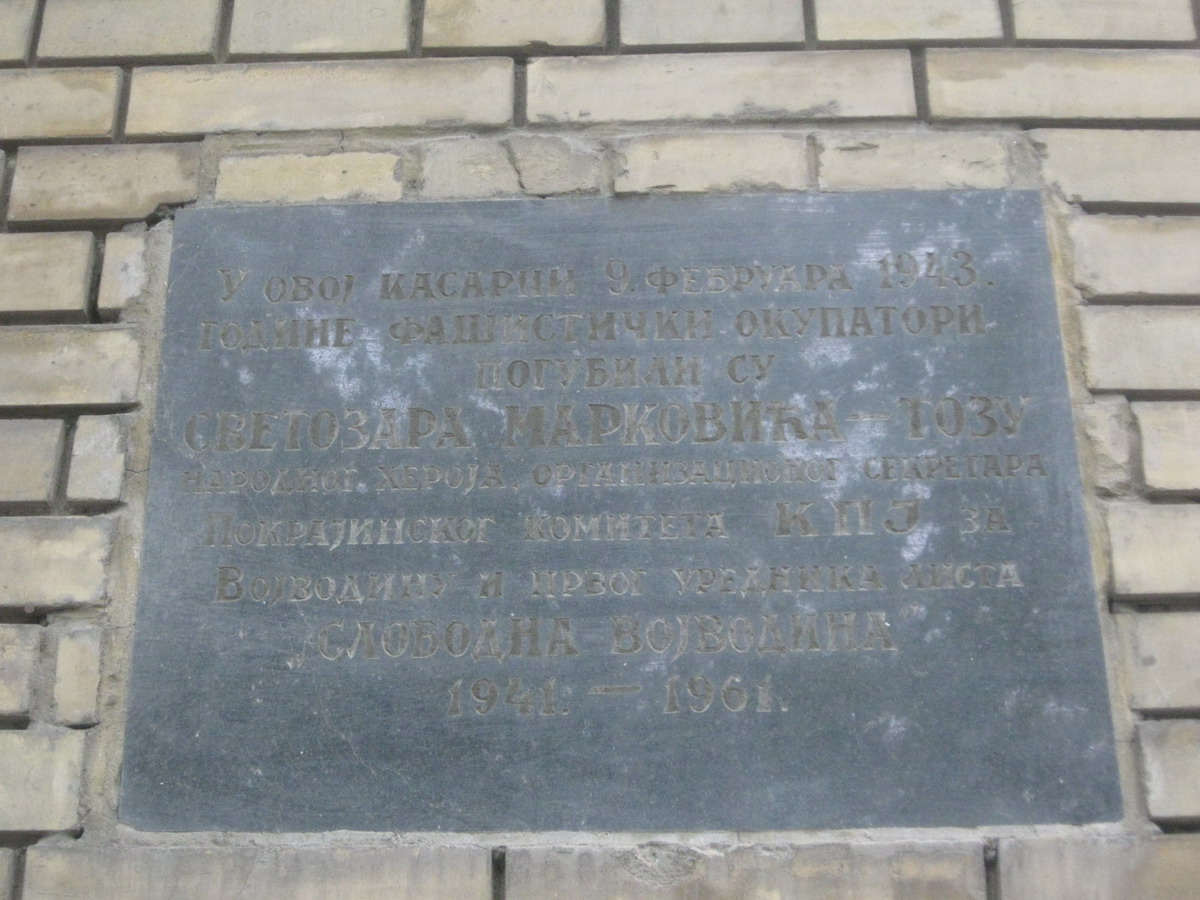 У овој касарни 9. фебруара 1943.
године фашистички окупатори
погубили су
СВЕТОЗАРА МАРКОВИЋА — ТОЗУ
народног хероја, организационог секретара
Покрајинског комитета КПЈ за
Војводину и првог уредника листа
„СЛОБОДНА ВОЈВОДИНА“
1941. — 1961.